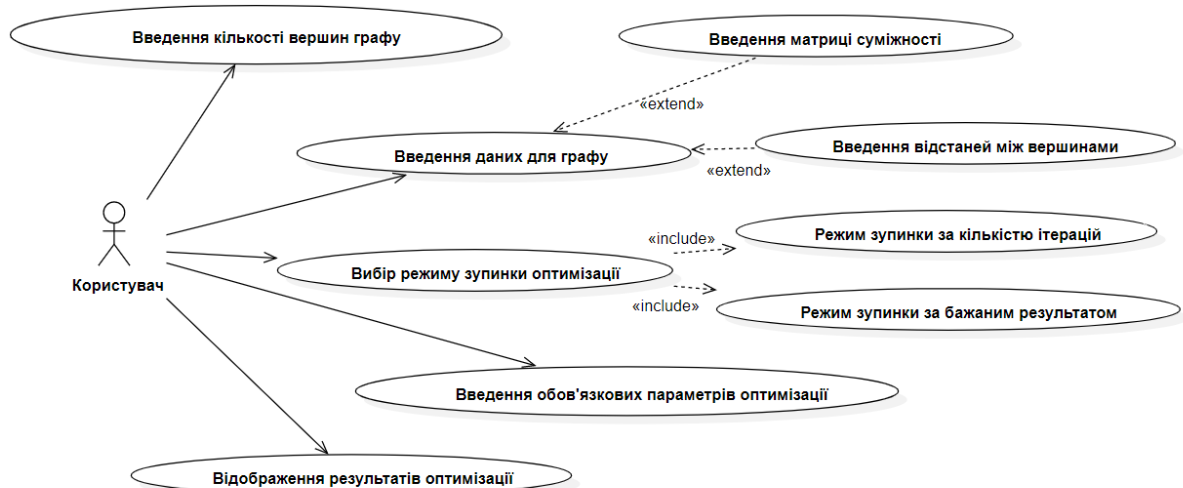 Введення кількості вершин графу
Введення матриці суміжності
«extend»
Введення даних для графу
Введення відстаней між вершинами
«extend»
Користувач
Вибір режиму зупинки оптимізації
«include»
Режим зупинки за кількістю ітерацій
«include»
Режим зупинки за бажаним результатом
Введення обов'язкових параметрів оптимізації
Відображення результатів оптимізації